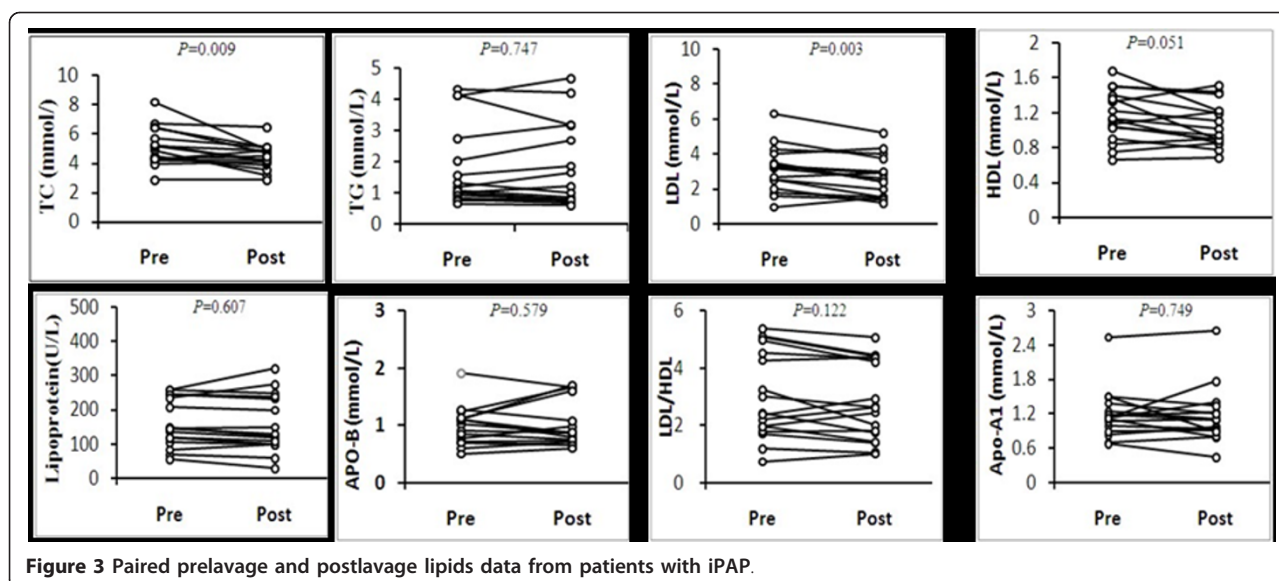 P=0.009
TC (mmol/)
10
8
6
4
2
0
Pre Post
P=0.747
TG (mmol/L)
5
4
3
2
1
0
Pre Post
P=0.003
LDL (mmol/L)
10
8
6
4
2
0
Pre Post
P=0.051
HDL (mmol/L)
2
1.6
1.2
0.8
0.4
0
Pre Post
P=0.607
Lipoprotein(U/L)
500
400
300
200
100
0
Pre Post
P=0.579
APO-B (mmol/L)
3
2
1
0
Pre Post
P=0.122
LDL/HDL
6
4
2
0
Pre Post
P=0.749
Apo-A1 (mmol/L)
3
2.4
1.8
1.2
0.6
0
Pre Post
Figure 3 Paired prelavage and postlavage lipids data from patients with iPAP.